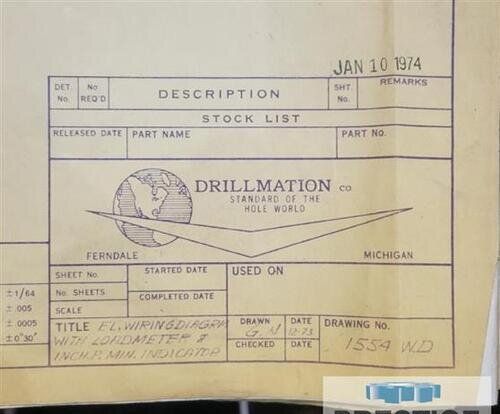 JAN 10 1974
DET. No. No REQ'D DESCRIPTION SHT. No. REMARKS
STOCK LIST
RELEASED DATE PART NAME PART No.
DRILLMATION CO
STANDARD OF THE
HOLE WORLD
FERNDALE MICHIGAN
SHEET No. STARTED DATE USED ON
No. SHEETS COMPLETED DATE
SCALE
± 1/64
± .005
± .0005
± 0°30'
TITLE EL. WIRING DIAGRAM
WITH LOADMETER &
INCH.P. MIN. INDICATOR
DRAWN G.N DATE 12-73
CHECKED DATE
DRAWING NO.
1554 W.D